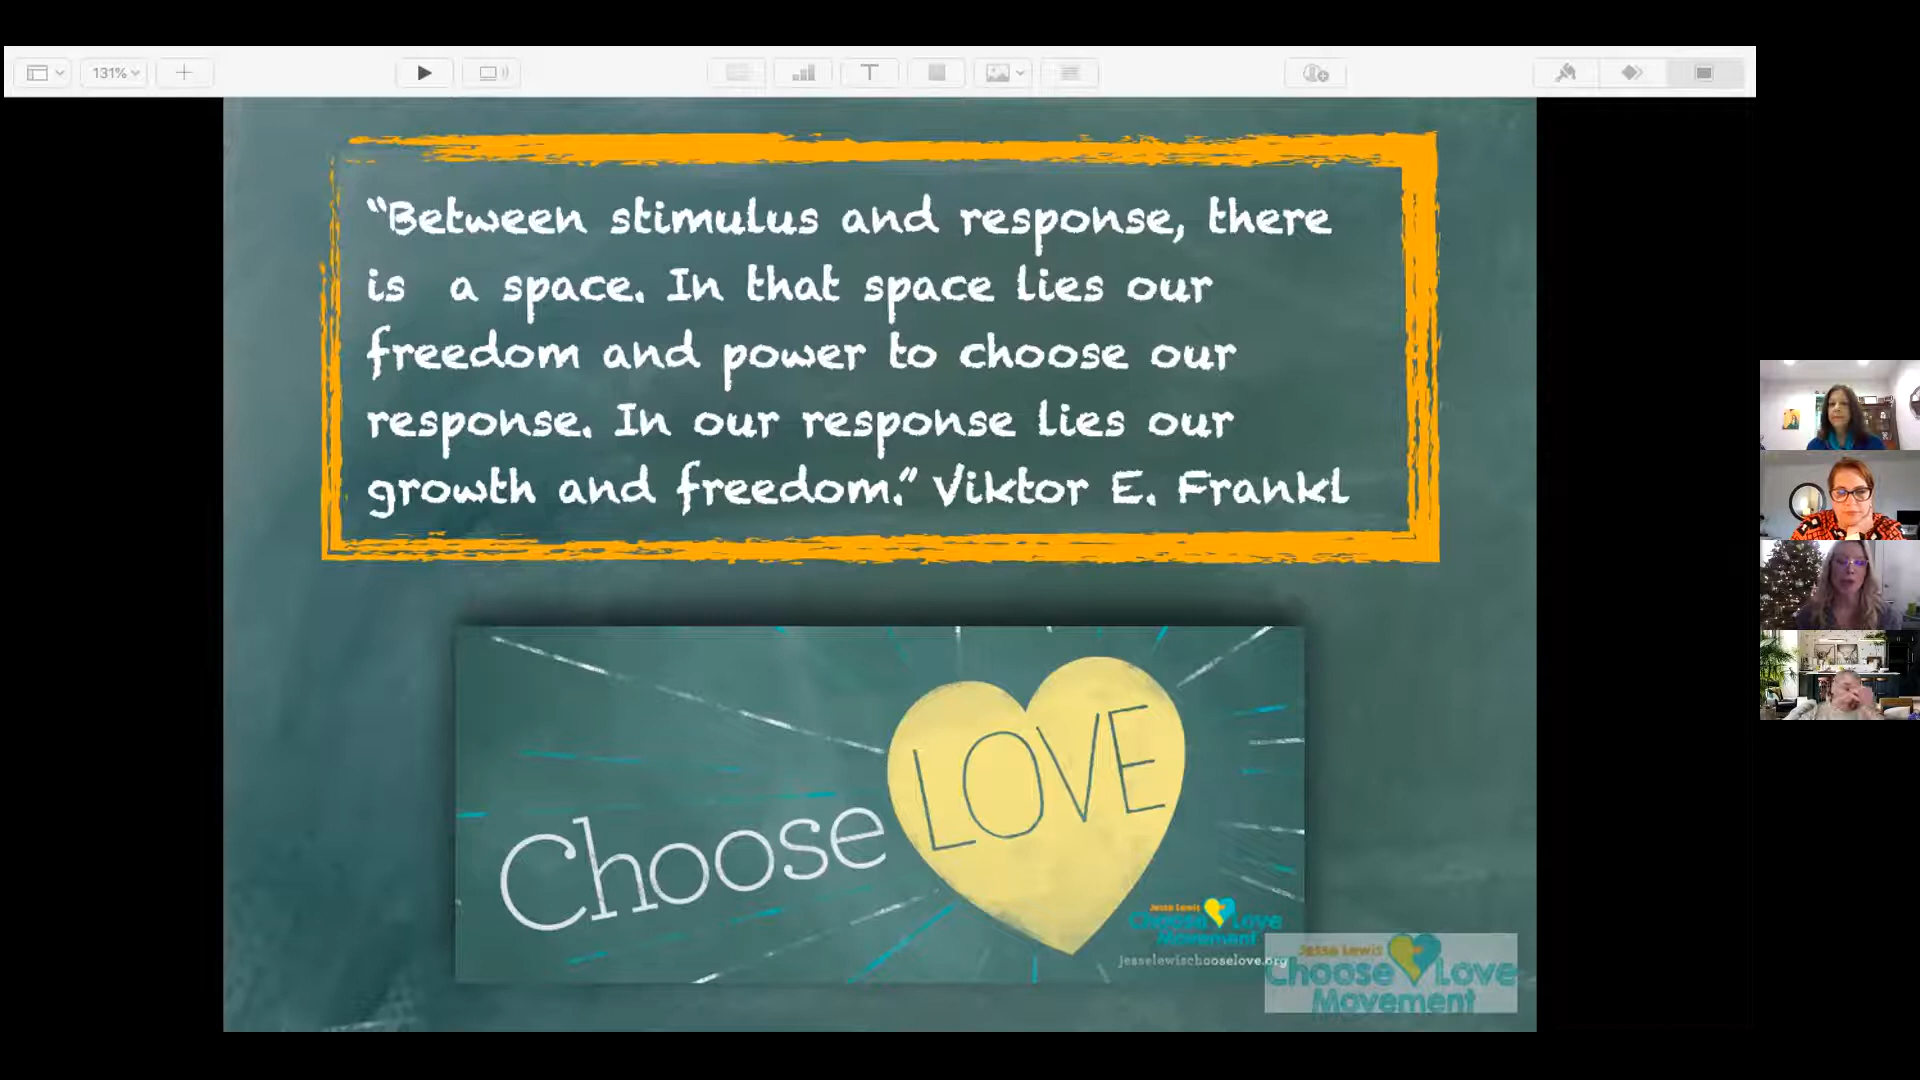 131%
“Between stimulus and response, there
is a space. In that space lies our
freedom and power to choose our
response. In our response lies our
growth and freedom.” Viktor E. Frankl
Choose LOVE
Jesse Lewis
Choose Love
Movement
jesselewischooselove.org
Jesse Lewis
Choose Love
Movement